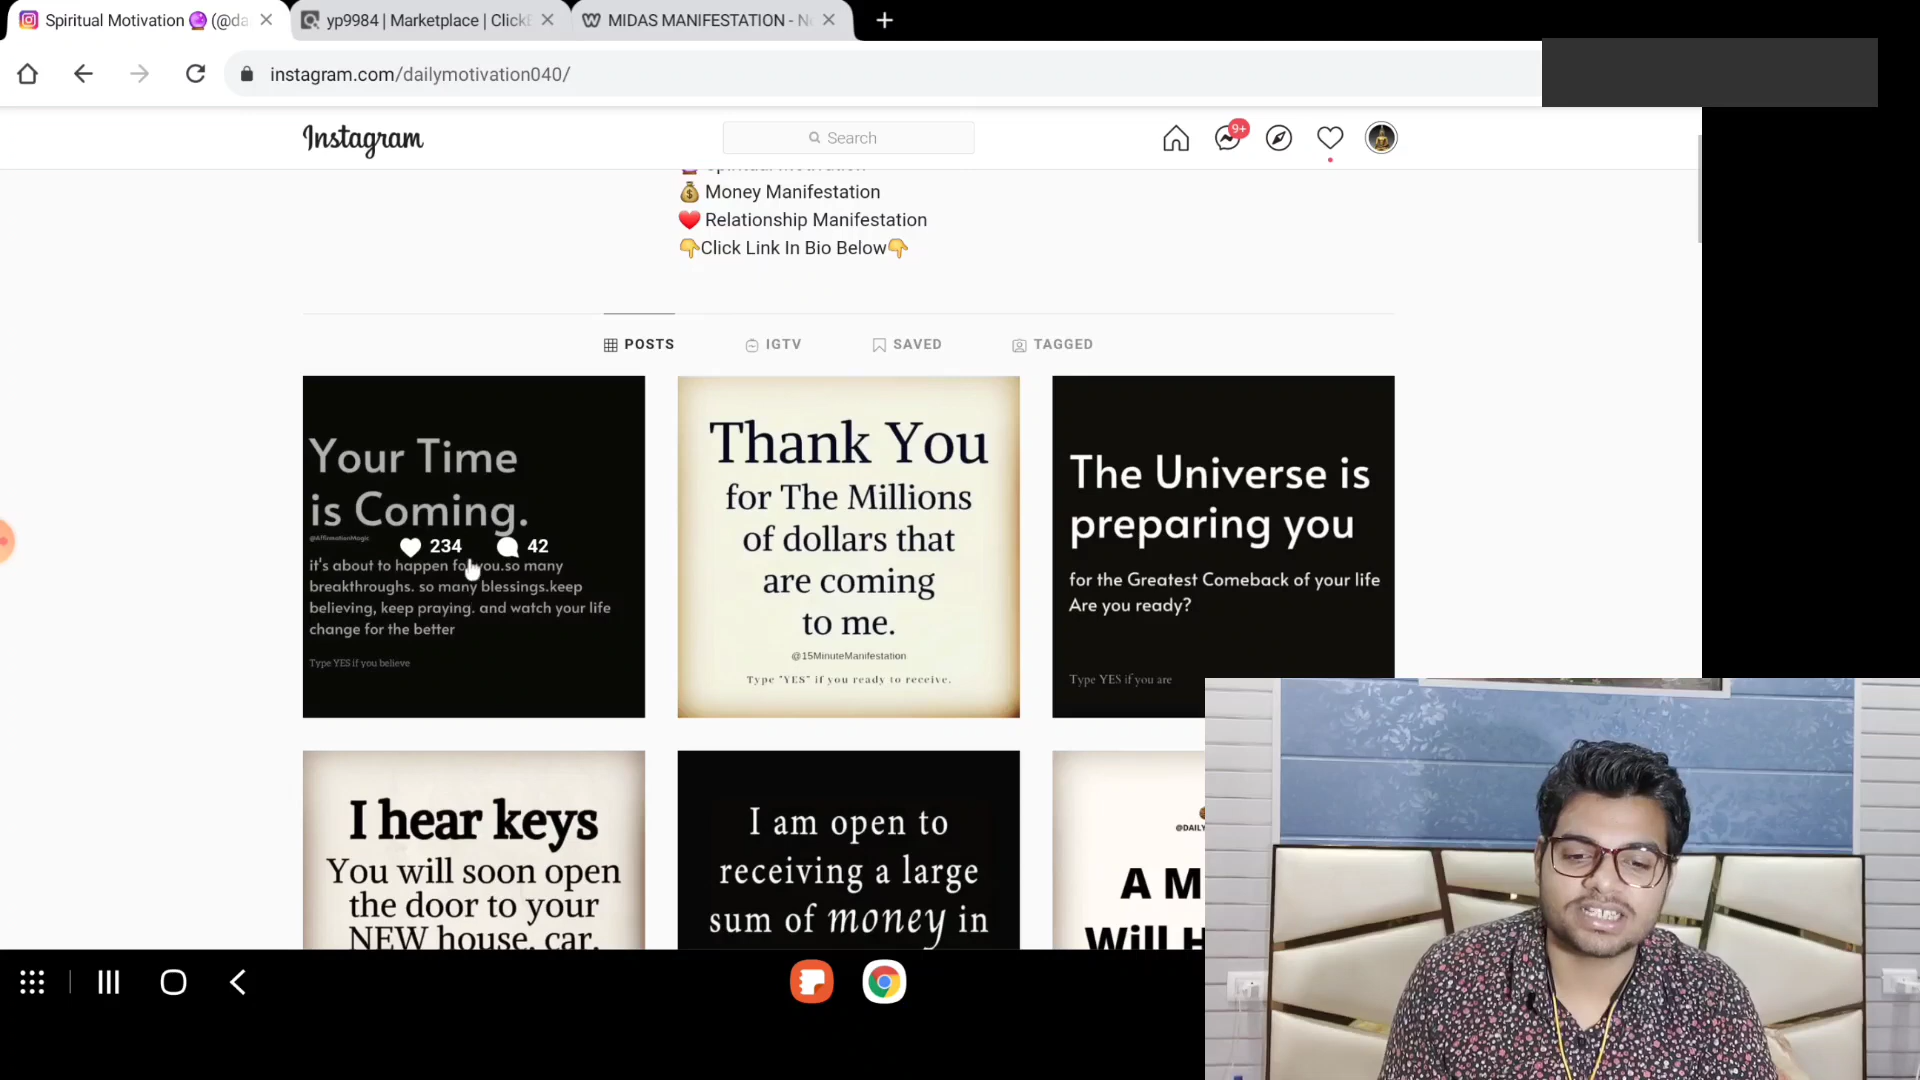 Spiritual Motivation 🔮 (@da
yp9984 | Marketplace | Click
MIDAS MANIFESTATION - N
instagram.com/dailymotivation040/
Instagram
Search
9+
💰 Money Manifestation
❤️ Relationship Manifestation
👇Click Link In Bio Below👇
POSTS
IGTV
SAVED
TAGGED
Your Time
is Coming.
@AffirmationMagic
234
42
it's about to happen for you.so many
breakthroughs. so many blessings.keep
believing, keep praying. and watch your life
change for the better
Type YES if you believe
Thank You
for The Millions
of dollars that
are coming
to me.
@15MinuteManifestation
Type "YES" if you ready to receive.
The Universe is
preparing you
for the Greatest Comeback of your life
Are you ready?
Type YES if you are
I hear keys
You will soon open
the door to your
NEW house, car.
I am open to
receiving a large
sum of money in
@DAILY
A M
Will H